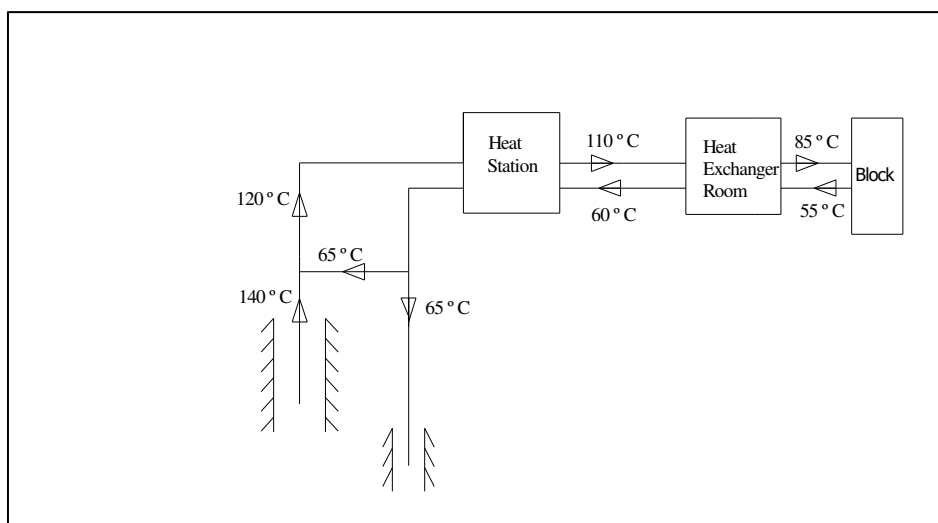 Heat
Station
110 º C
Heat
Exchanger
Room
85 º C
Block
60 º C
55 º C
120 º C
65 º C
140 º C
65 º C